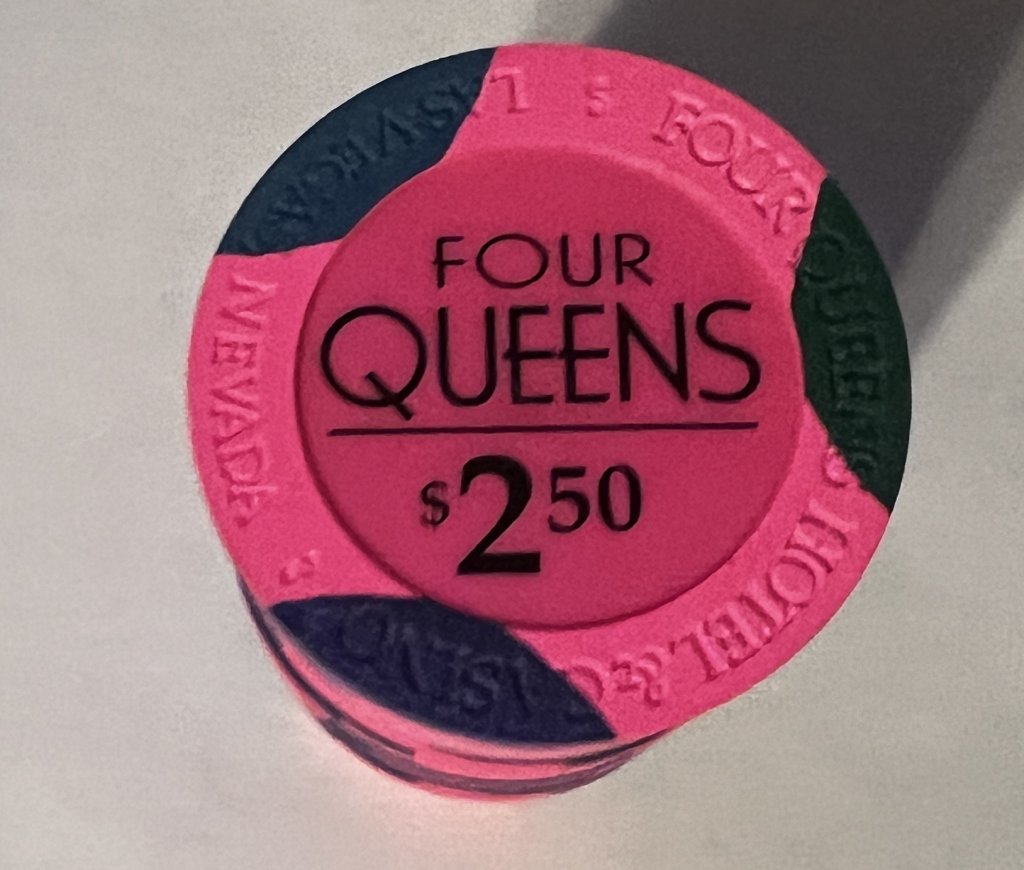 FOUR
QUEENS
$2.50
FOUR QUEENS HOTEL & CASINO
LAS VEGAS
NEVADA